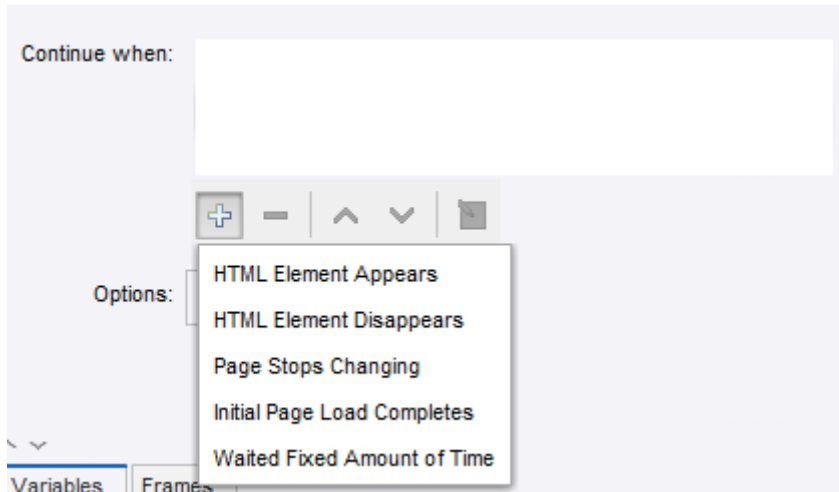 Continue when:
HTML Element Appears
Options:
HTML Element Disappears
Page Stops Changing
Initial Page Load Completes
Waited Fixed Amount of Time
Variables
Frames